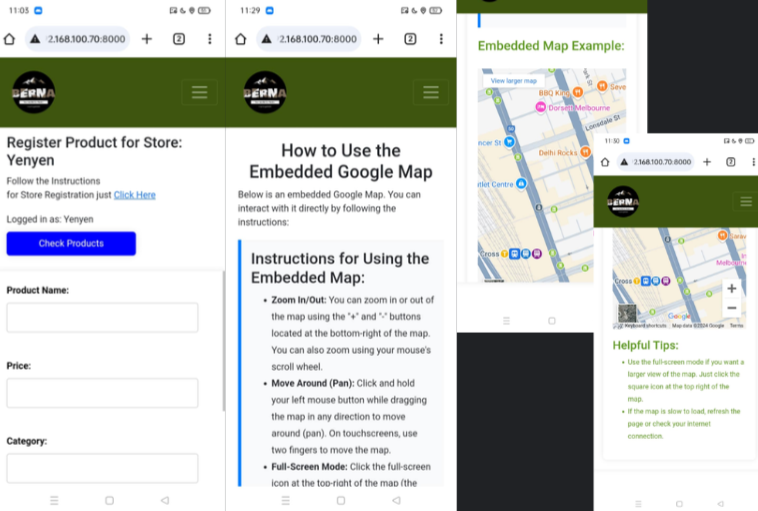 11:03
2.168.100.70:8000
2
BERNA
Register Product for Store:
Yenyen
Follow the Instructions
for Store Registration just Click Here
Logged in as: Yenyen
Check Products
Product Name:
Price:
Category:
11:29
2.168.100.70:8000
2
BERNA
How to Use the
Embedded Google Map
Below is an embedded Google Map. You can
interact with it directly by following the
instructions:
Instructions for Using the
Embedded Map:
• Zoom In/Out: You can zoom in or out of
the map using the "+" and "-" buttons
located at the bottom-right of the map.
You can also zoom using your mouse's
scroll wheel.
• Move Around (Pan): Click and hold
your left mouse button while dragging
the map in any direction to move
around (pan). On touchscreens, use
two fingers to move the map.
• Full-Screen Mode: Click the full-screen
icon at the top-right of the map (the
Embedded Map Example:
View larger map
BBQ King
Seve
Dorsett Melbourne
Lonsdale St
ncer St
Delhi Rocks
utlet Centre
Cross
11:30
2.168.100.70:8000
BERNA
Melbourn
Cross
+
−
Google
Keyboard shortcuts Map data ©2024 Google Terms
Helpful Tips:
• Use the full-screen mode if you want a
larger view of the map. Just click the
square icon at the top right of the
map.
• If the map is slow to load, refresh the
page or check your internet
connection.